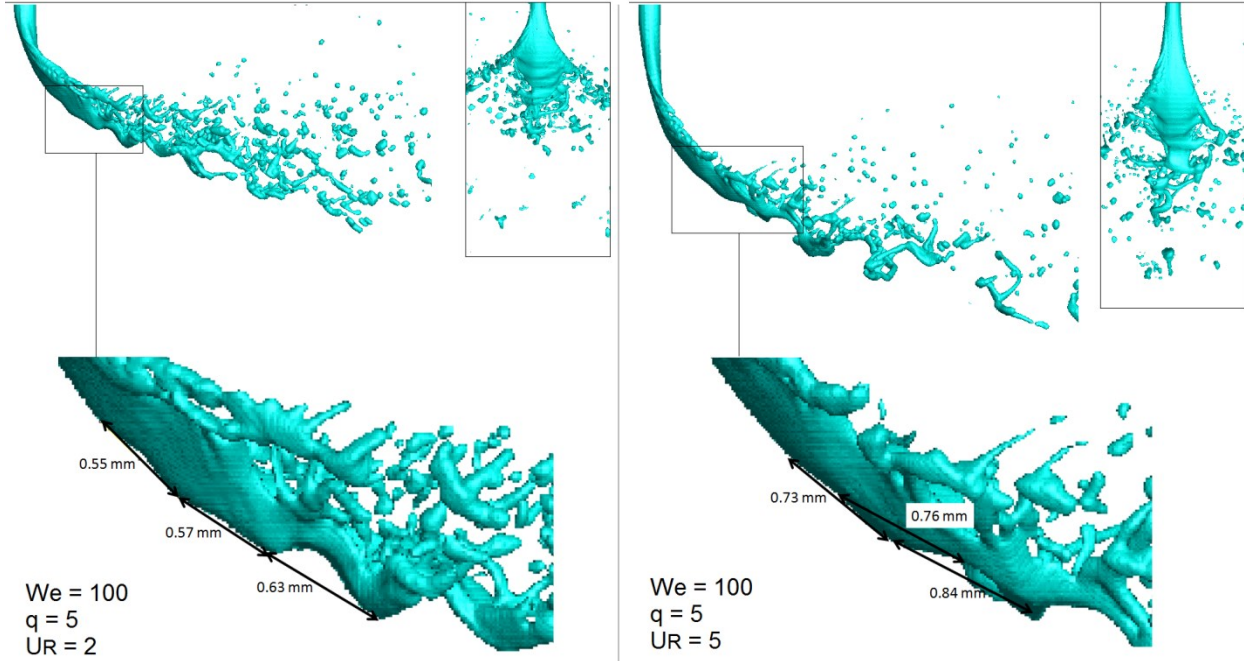 0.55 mm
0.57 mm
0.63 mm
We = 100
q = 5
UR = 2
0.73 mm
0.76 mm
0.84 mm
We = 100
q = 5
UR = 5